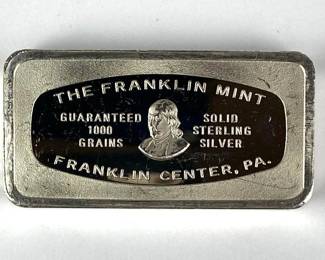 THE FRANKLIN MINT
GUARANTEED
1000
GRAINS
SOLID
STERLING
SILVER
FRANKLIN CENTER, PA.